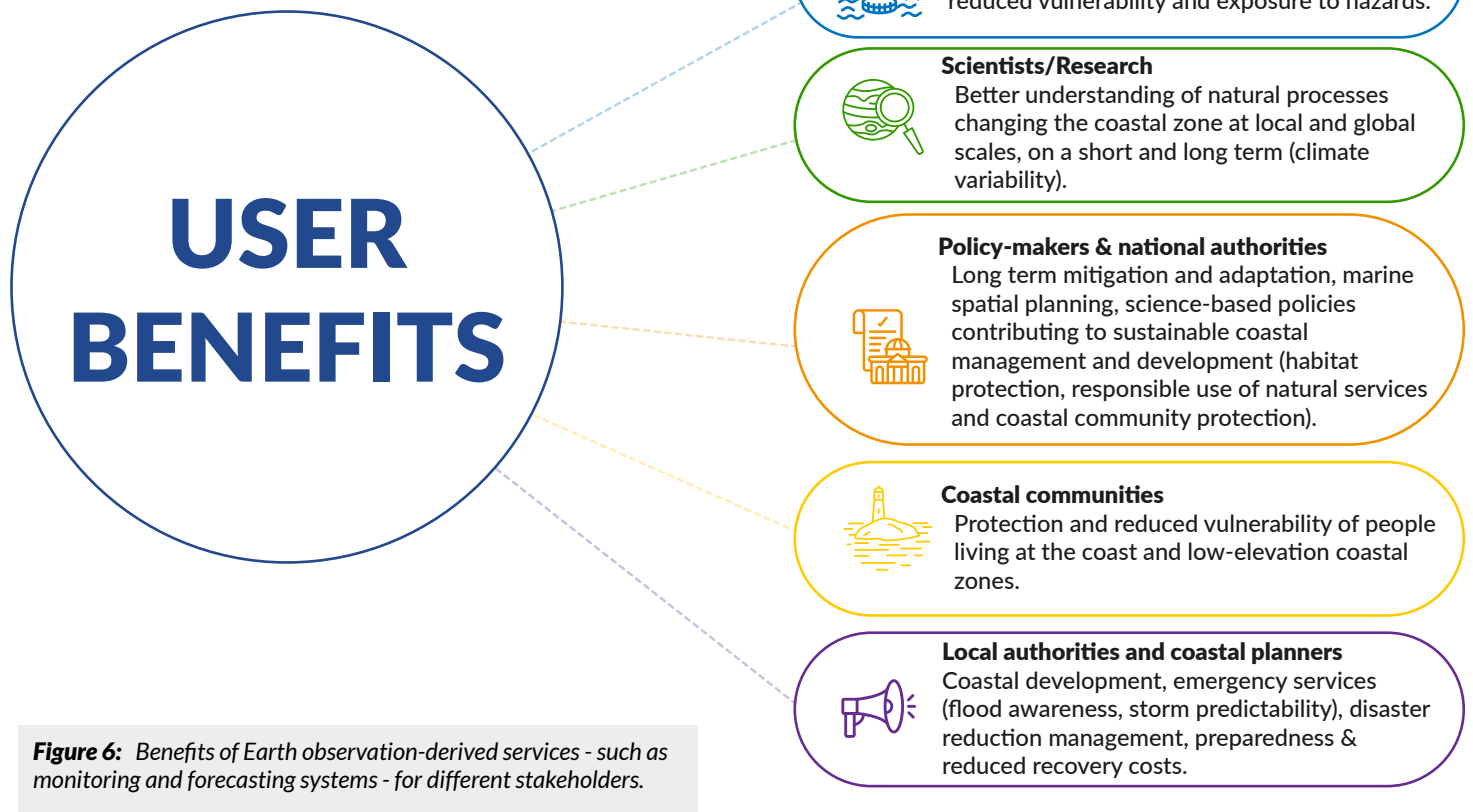 USER
BENEFITS
reduced vulnerability and exposure to hazards.
Scientists/Research
Better understanding of natural processes
changing the coastal zone at local and global
scales, on a short and long term (climate
variability).
Policy-makers & national authorities
Long term mitigation and adaptation, marine
spatial planning, science-based policies
contributing to sustainable coastal
management and development (habitat
protection, responsible use of natural services
and coastal community protection).
Coastal communities
Protection and reduced vulnerability of people
living at the coast and low-elevation coastal
zones.
Local authorities and coastal planners
Coastal development, emergency services
(flood awareness, storm predictability), disaster
reduction management, preparedness &
reduced recovery costs.
Figure 6: Benefits of Earth observation-derived services - such as
monitoring and forecasting systems - for different stakeholders.